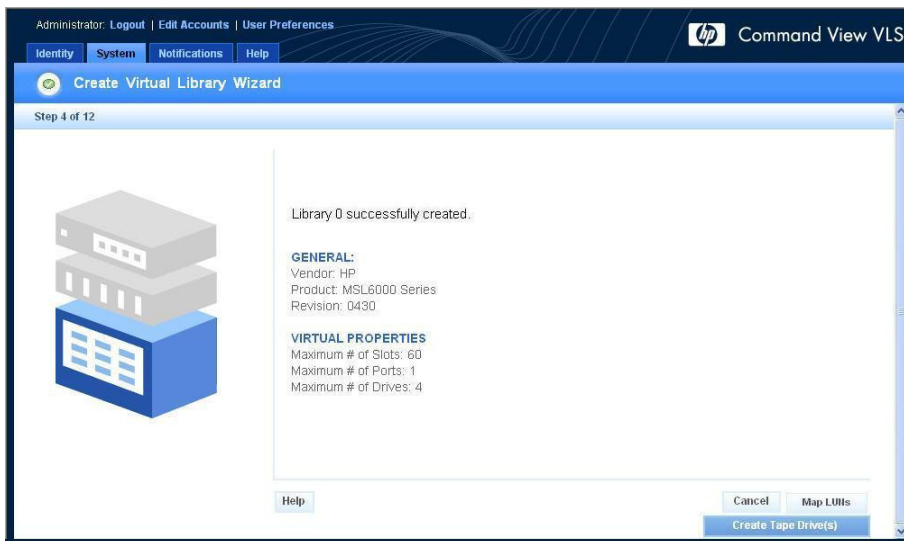 Administrator: Logout | Edit Accounts | User Preferences
hp Command View VLS
Identity System Notifications Help
Create Virtual Library Wizard
Step 4 of 12
Library 0 successfully created.
GENERAL:
Vendor: HP
Product: MSL6000 Series
Revision: 0430
VIRTUAL PROPERTIES
Maximum # of Slots: 60
Maximum # of Ports: 1
Maximum # of Drives: 4
Help Cancel Map LUNs
Create Tape Drive(s)